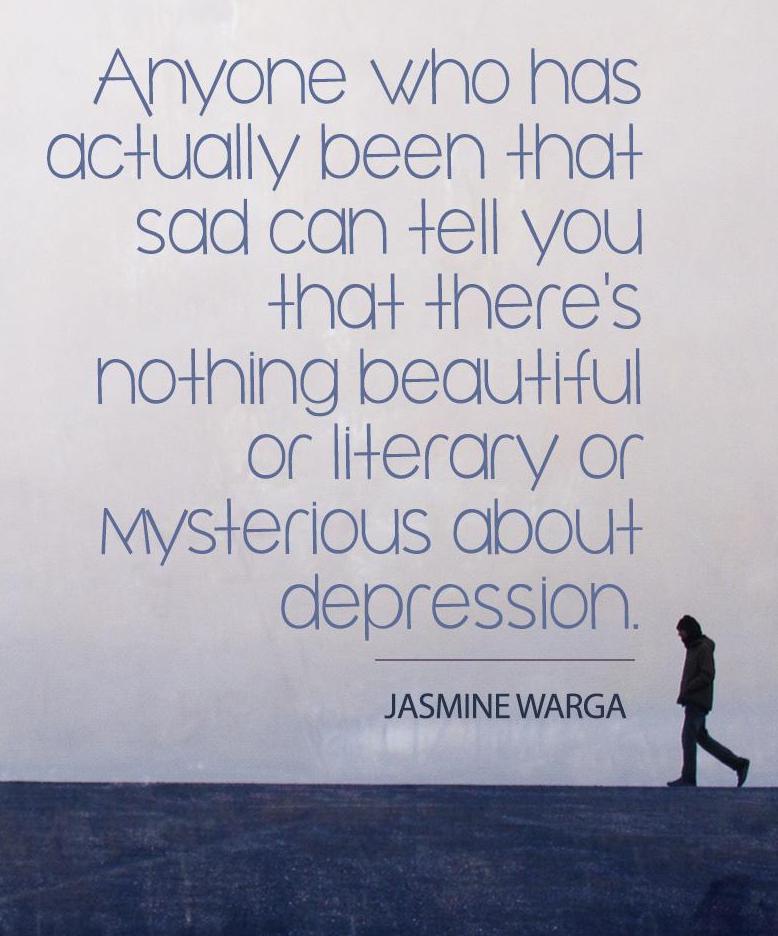 Anyone who has
actually been that
sad can tell you
that there's
nothing beautiful
or literary or
mysterious about
depression.
JASMINE WARGA